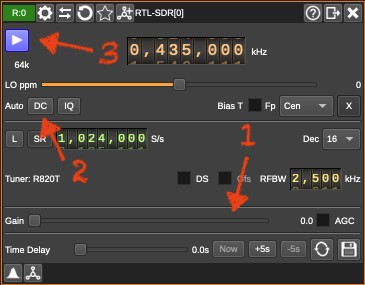 R:0 RTL-SDR[0]
3
0,435,000 kHz
64k
LO ppm 0
Auto DC IQ Bias T Fp Cen X
L SR 1,024,000 S/s Dec 16
1
2
Tuner: R820T DS Ofs RFBW 2,500 kHz
Gain 0.0 AGC
Time Delay 0.0s Now +5s -5s